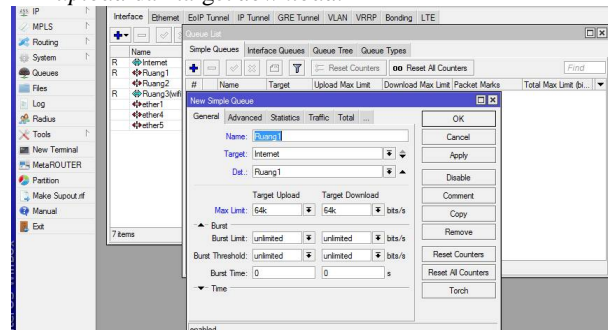 upload dan target download.
IP
MPLS
Routing
System
Queues
Files
Log
Radius
Tools
New Terminal
MetaROUTER
Partition
Make Supout.rif
Manual
Exit
Interface Ethernet EoIP Tunnel IP Tunnel GRE Tunnel VLAN VRRP Bonding LTE
Name
R Internet
R Ruang1
Ruang2
R Ruang3(wifi
ether1
ether4
ether5
7 items
Queue List
Simple Queues Interface Queues Queue Tree Queue Types
Reset Counters 00 Reset All Counters Find
# Name Target Upload Max Limit Download Max Limit Packet Marks Total Max Limit (bi...
New Simple Queue
General Advanced Statistics Traffic Total ...
Name: Ruang1
Target: Internet
Dst.: Ruang1
Target Upload Target Download
Max Limit: 64k 64k bits/s
Burst
Burst Limit: unlimited unlimited bits/s
Burst Threshold: unlimited unlimited bits/s
Burst Time: 0 0 s
Time
enabled
OK
Cancel
Apply
Disable
Comment
Copy
Remove
Reset Counters
Reset All Counters
Torch